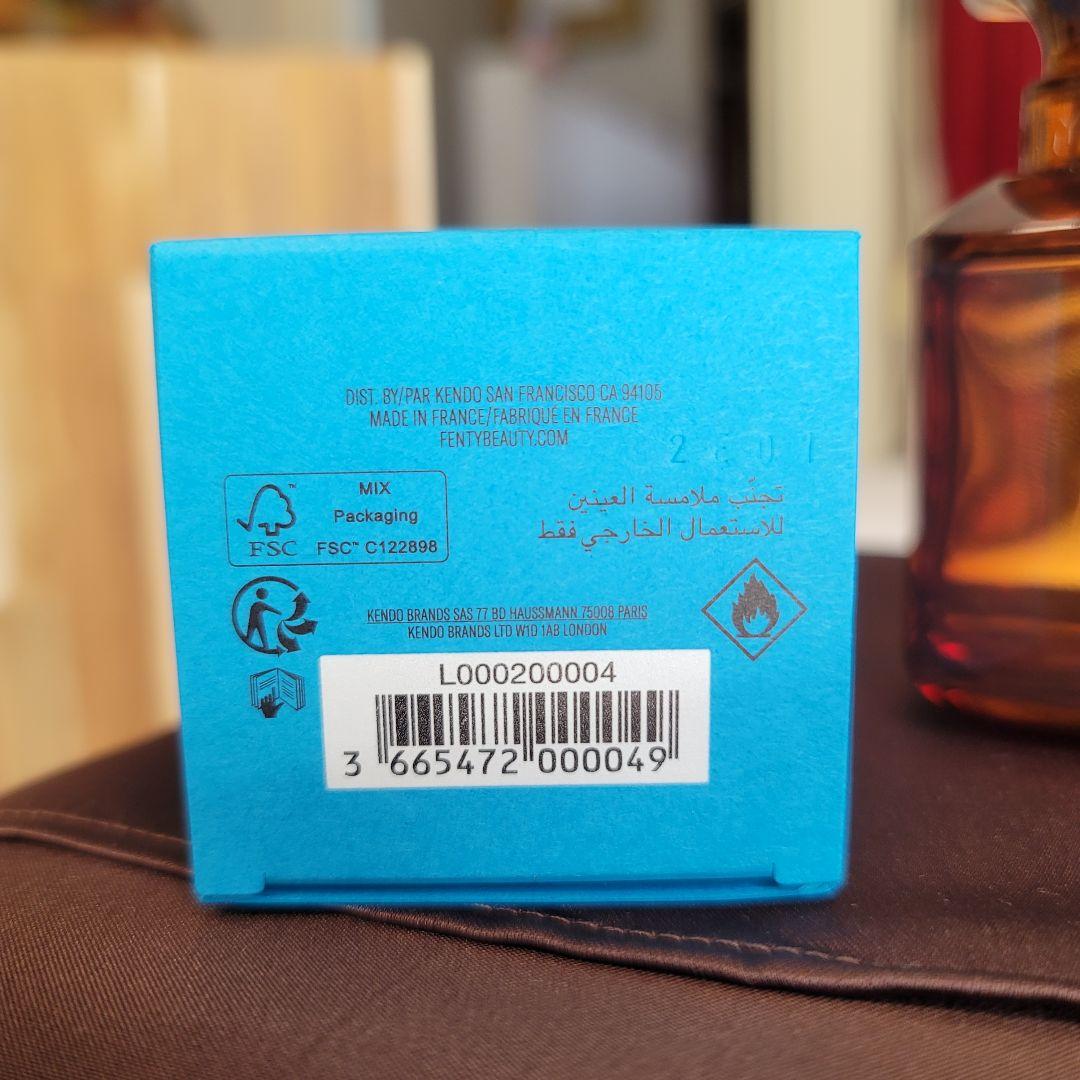 DIST. BY/PAR KENDO SAN FRANCISCO CA 94105
MADE IN FRANCE/FABRIQUÉ EN FRANCE
FENTYBEAUTY.COM
MIX
Packaging
FSC™ C122898
FSC
تجنّب ملامسة العينين
للاستعمال الخارجي فقط
KENDO BRANDS SAS 77 BD HAUSSMANN 75008 PARIS
KENDO BRANDS LTD W1D 1AB LONDON
L000200004
3 665472 000049